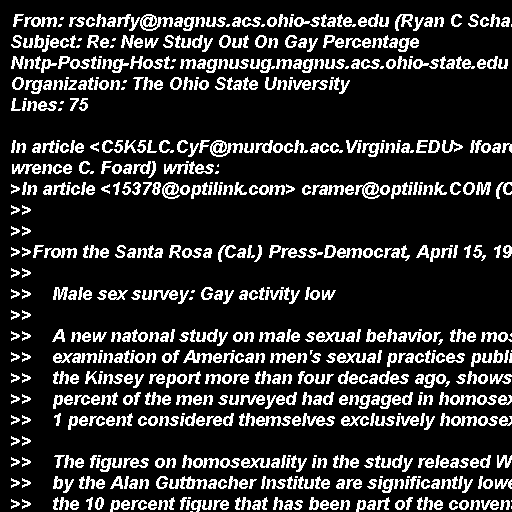 From: rscharfy@magnus.acs.ohio-state.edu (Ryan C Scha
Subject: Re: New Study Out On Gay Percentage
Nntp-Posting-Host: magnusug.magnus.acs.ohio-state.edu
Organization: The Ohio State University
Lines: 75

In article <C5K5LC.CyF@murdoch.acc.Virginia.EDU> lfoar
wrence C. Foard) writes:
>In article <15378@optilink.com> cramer@optilink.COM (C
>>
>>
>>From the Santa Rosa (Cal.) Press-Democrat, April 15, 19
>>
>>    Male sex survey: Gay activity low
>>
>>    A new natonal study on male sexual behavior, the mos
>>    examination of American men's sexual practices publi
>>    the Kinsey report more than four decades ago, shows
>>    percent of the men surveyed had engaged in homosex
>>    1 percent considered themselves exclusively homosex
>>
>>    The figures on homosexuality in the study released W
>>    by the Alan Guttmacher Institute are significantly lowe
>>    the 10 percent figure that has been part of the conven